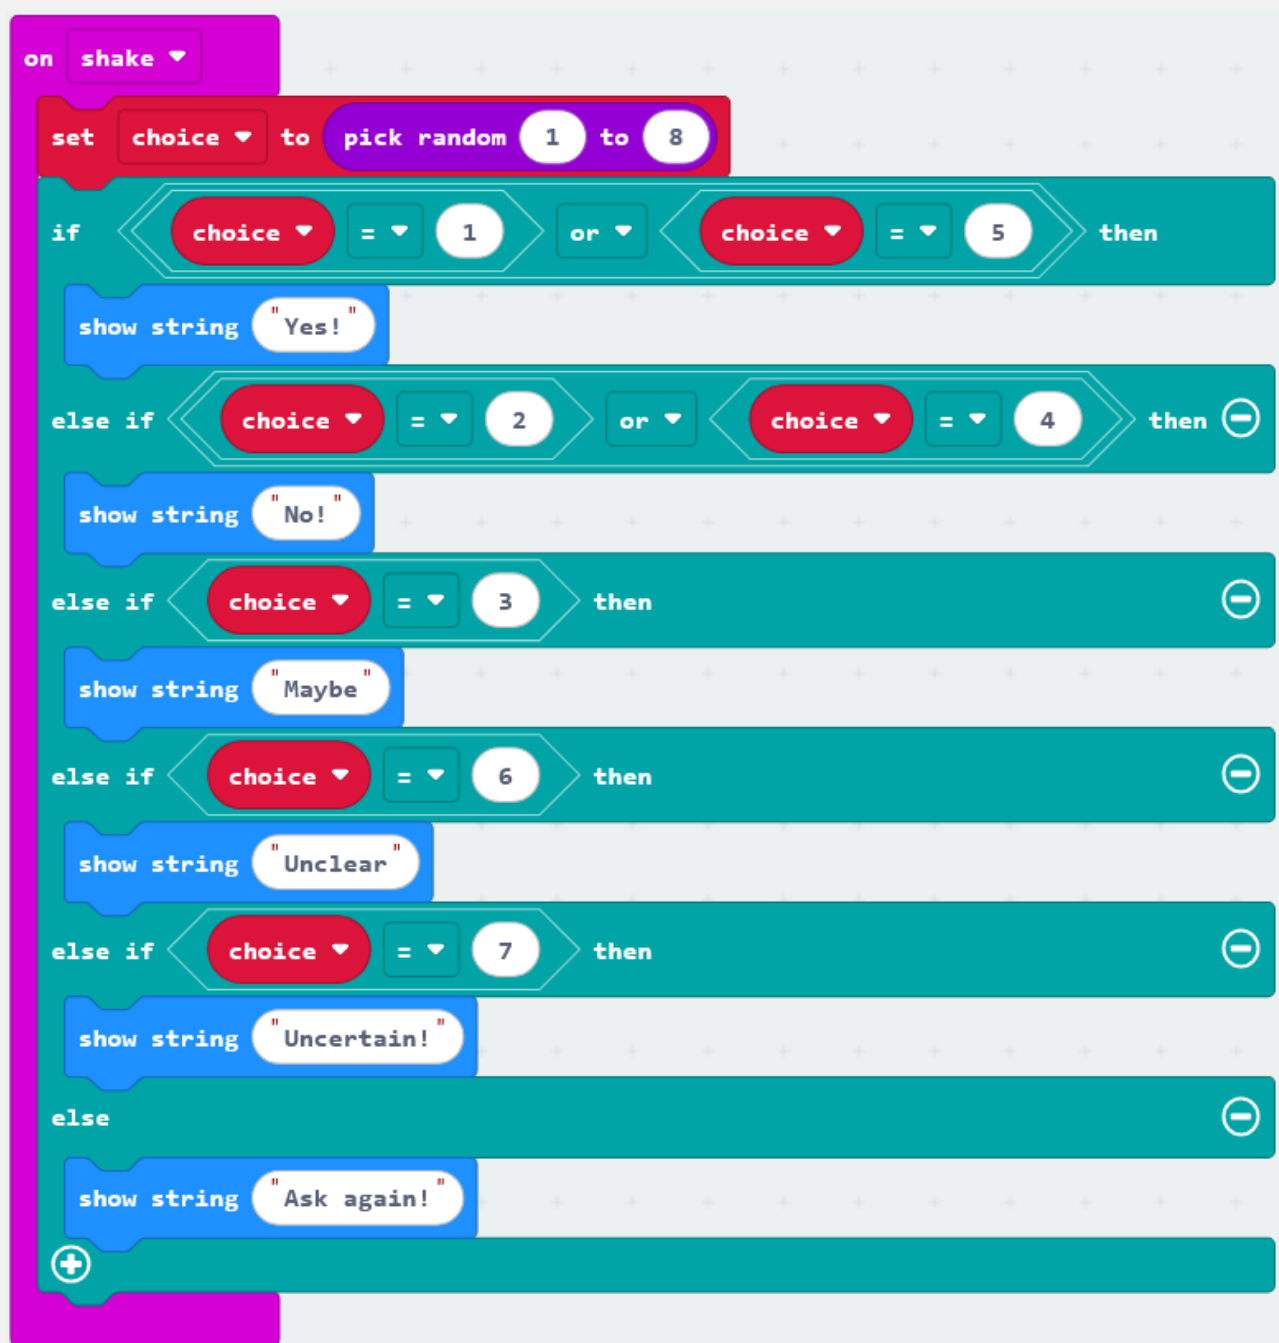 on shake
set choice to pick random 1 to 8
if choice = 1 or choice = 5 then
show string "Yes!"
else if choice = 2 or choice = 4 then
show string "No!"
else if choice = 3 then
show string "Maybe"
else if choice = 6 then
show string "Unclear"
else if choice = 7 then
show string "Uncertain!"
else
show string "Ask again!"